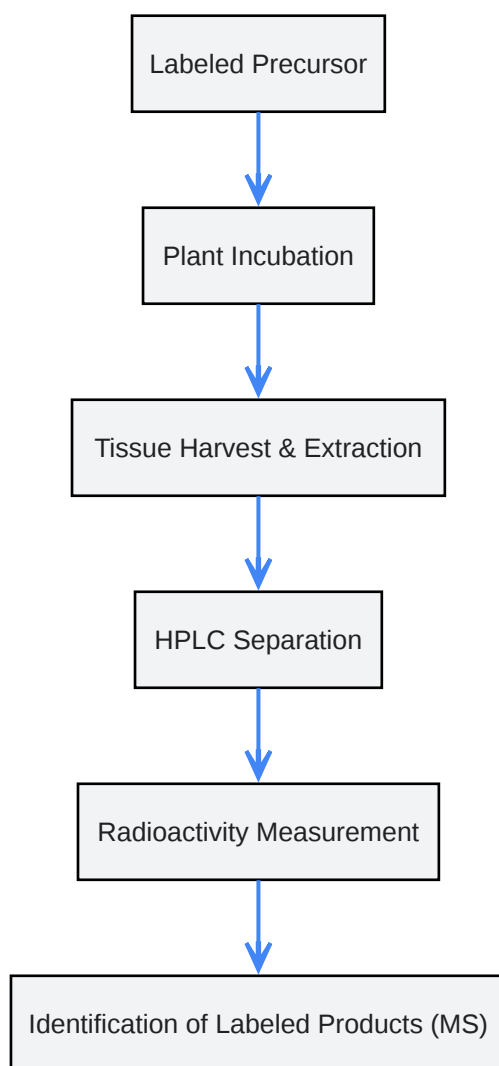 Labeled Precursor
Plant Incubation
Tissue Harvest & Extraction
HPLC Separation
Radioactivity Measurement
Identification of Labeled Products (MS)